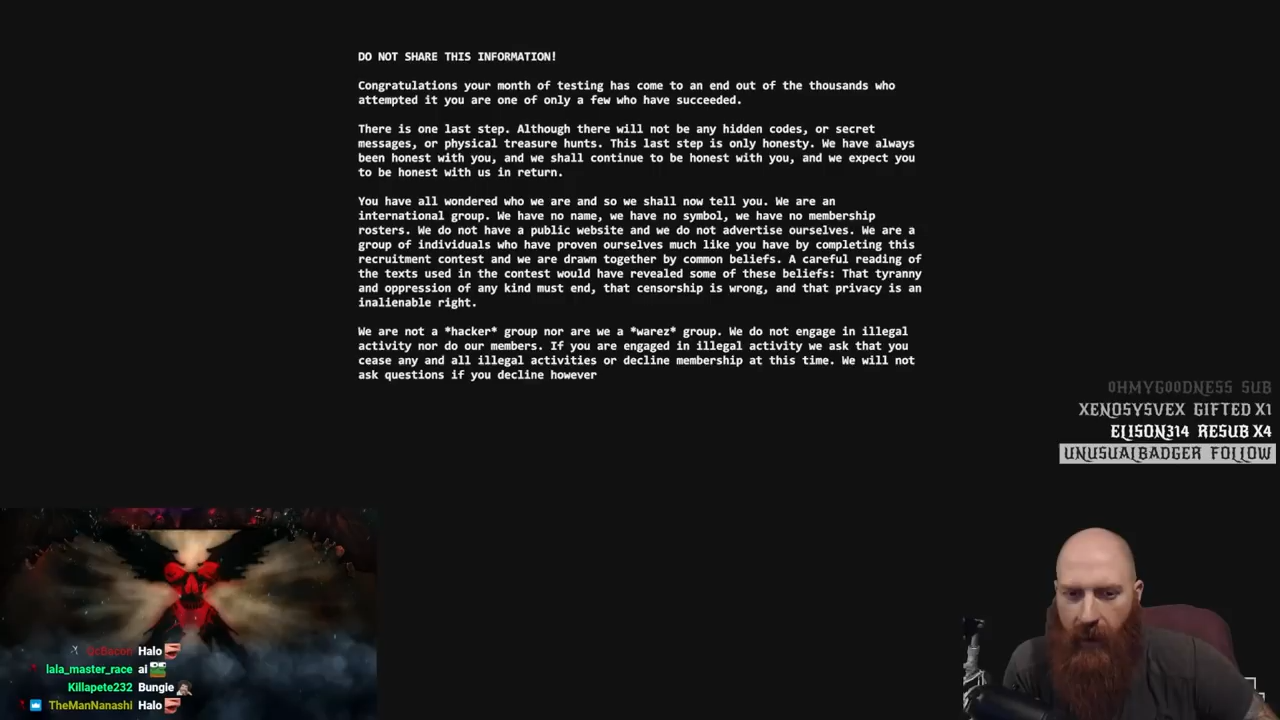 DO NOT SHARE THIS INFORMATION!
Congratulations your month of testing has come to an end out of the thousands who
attempted it you are one of only a few who have succeeded.
There is one last step. Although there will not be any hidden codes, or secret
messages, or physical treasure hunts. This last step is only honesty. We have always
been honest with you, and we shall continue to be honest with you, and we expect you
to be honest with us in return.
You have all wondered who we are and so we shall now tell you. We are an
international group. We have no name, we have no symbol, we have no membership
rosters. We do not have a public website and we do not advertise ourselves. We are a
group of individuals who have proven ourselves much like you have by completing this
recruitment contest and we are drawn together by common beliefs. A careful reading of
the texts used in the contest would have revealed some of these beliefs: That tyranny
and oppression of any kind must end, that censorship is wrong, and that privacy is an
inalienable right.
We are not a *hacker* group nor are we a *warez* group. We do not engage in illegal
activity nor do our members. If you are engaged in illegal activity we ask that you
cease any and all illegal activities or decline membership at this time. We will not
ask questions if you decline however
0HMYG00DNESS SUB
XENOSYSVEX GIFTED X1
EL1SON314 RESUB X4
UNUSUALBADGER FOLLOW
Halo
lala_master_race ai
Killapete232 Bungie
TheManNanashi Halo